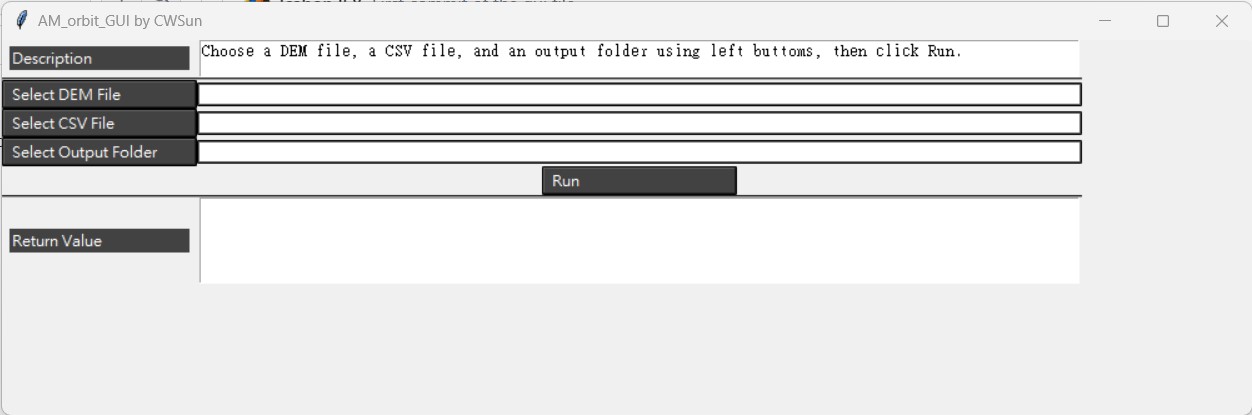 AM_orbit_GUI by CWSun
Description
Choose a DEM file, a CSV file, and an output folder using left buttoms, then click Run.
Select DEM File
Select CSV File
Select Output Folder
Run
Return Value